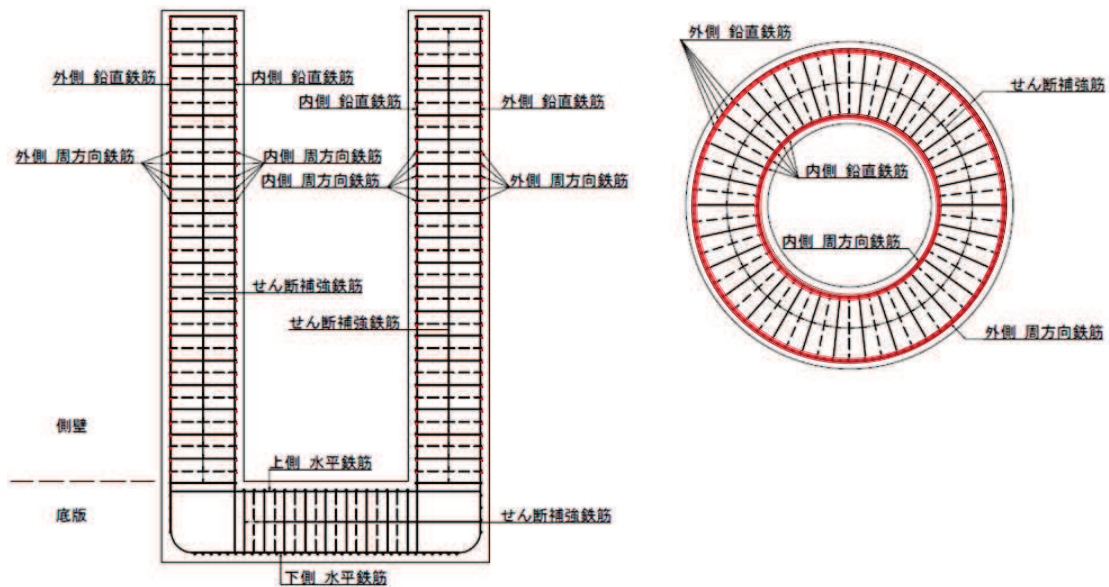 外側 鉛直鉄筋
内側 鉛直鉄筋
内側 鉛直鉄筋
外側 鉛直鉄筋
外側 周方向鉄筋
内側 周方向鉄筋
内側 周方向鉄筋
外側 周方向鉄筋
せん断補強鉄筋
せん断補強鉄筋
側壁
上側 水平鉄筋
底版
せん断補強鉄筋
下側 水平鉄筋
外側 鉛直鉄筋
せん断補強筋
内側 鉛直鉄筋
内側 周方向鉄筋
外側 周方向鉄筋